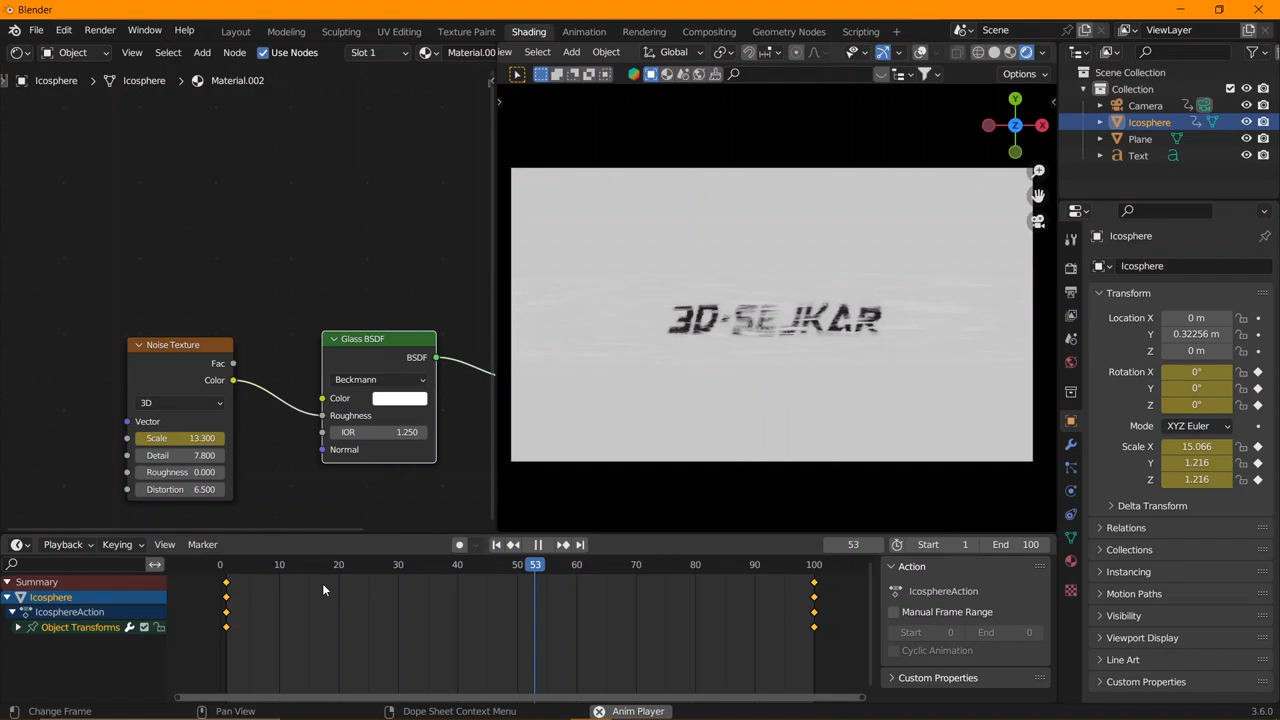 Blender
File Edit Render Window Help Layout Modeling Sculpting UV Editing Texture Paint Shading Animation Rendering Compositing Geometry Nodes Scripting Scene ViewLayer
Object View Select Add Node Use Nodes Slot 1 Material.00 View Select Add Object Global
Icosphere Icosphere Material.002 Options
Scene Collection
Collection
Camera
Icosphere
Plane
Text
3D-SEJKAR
Noise Texture
Fac
Color
3D
Vector
Scale 13.300
Detail 7.800
Roughness 0.000
Distortion 6.500
Glass BSDF
BSDF
Beckmann
Color
Roughness
IOR 1.250
Normal
Icosphere
Icosphere
Transform
Location X 0 m
Y 0.32256 m
Z 0 m
Rotation X 0°
Y 0°
Z 0°
Mode XYZ Euler
Scale X 15.066
Y 1.216
Z 1.216
Delta Transform
Relations
Collections
Instancing
Motion Paths
Visibility
Viewport Display
Line Art
Custom Properties
Playback Keying View Marker 53 Start 1 End 100
0 10 20 30 40 50 53 60 70 80 90 100
Summary
Icosphere
IcosphereAction
Object Transforms
Action
IcosphereAction
Manual Frame Range
Start 0 End 0
Cyclic Animation
Custom Properties
Change Frame Pan View Dope Sheet Context Menu Anim Player 3.6.0
X Y Z